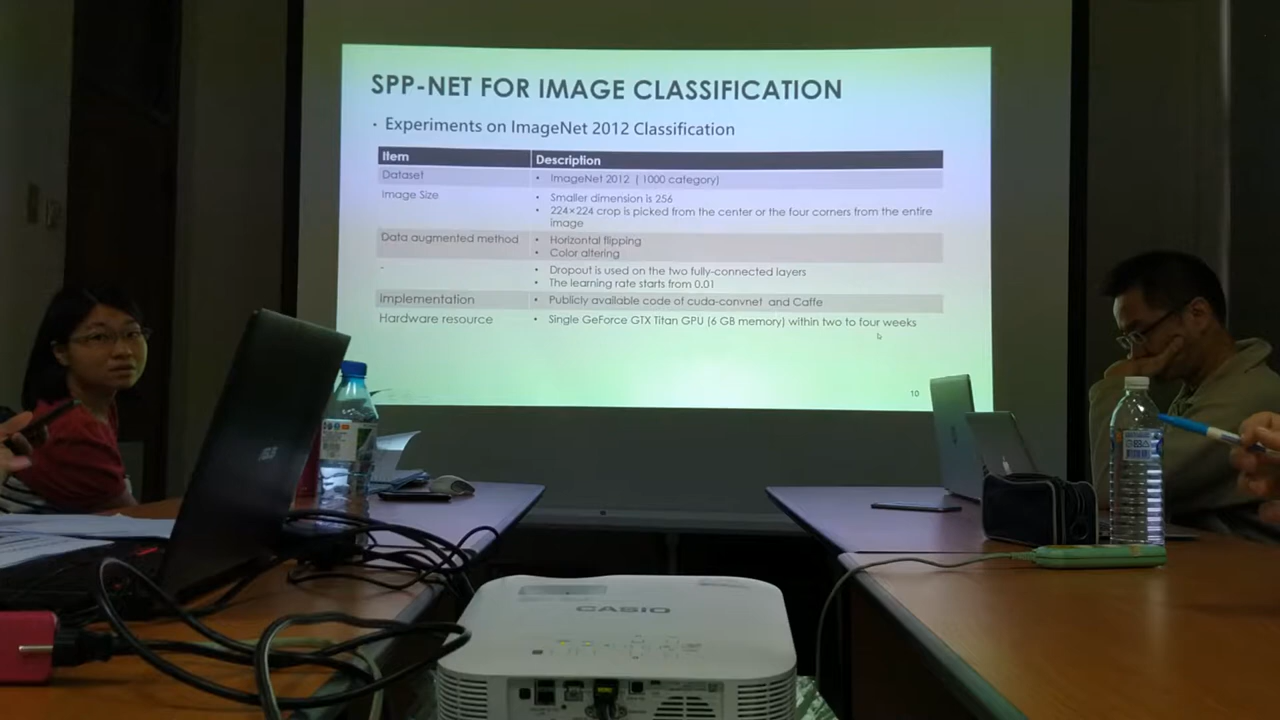 SPP-NET FOR IMAGE CLASSIFICATION
• Experiments on ImageNet 2012 Classification
Item Description
Dataset • ImageNet 2012 ( 1000 category)
Image Size • Smaller dimension is 256
• 224×224 crop is picked from the center or the four corners from the entire
image
Data augmented method • Horizontal flipping
• Color altering
- • Dropout is used on the two fully-connected layers
• The learning rate starts from 0.01
Implementation • Publicly available code of cuda-convnet and Caffe
Hardware resource • Single GeForce GTX Titan GPU (6 GB memory) within two to four weeks
10
ASUS
CASIO